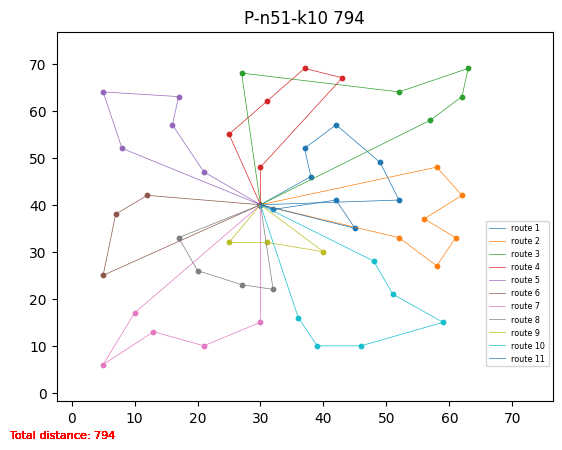 P-n51-k10 794
70
60
50
40
30
20
10
0
route 1
route 2
route 3
route 4
route 5
route 6
route 7
route 8
route 9
route 10
route 11
0 10 20 30 40 50 60 70
Total distance: 794